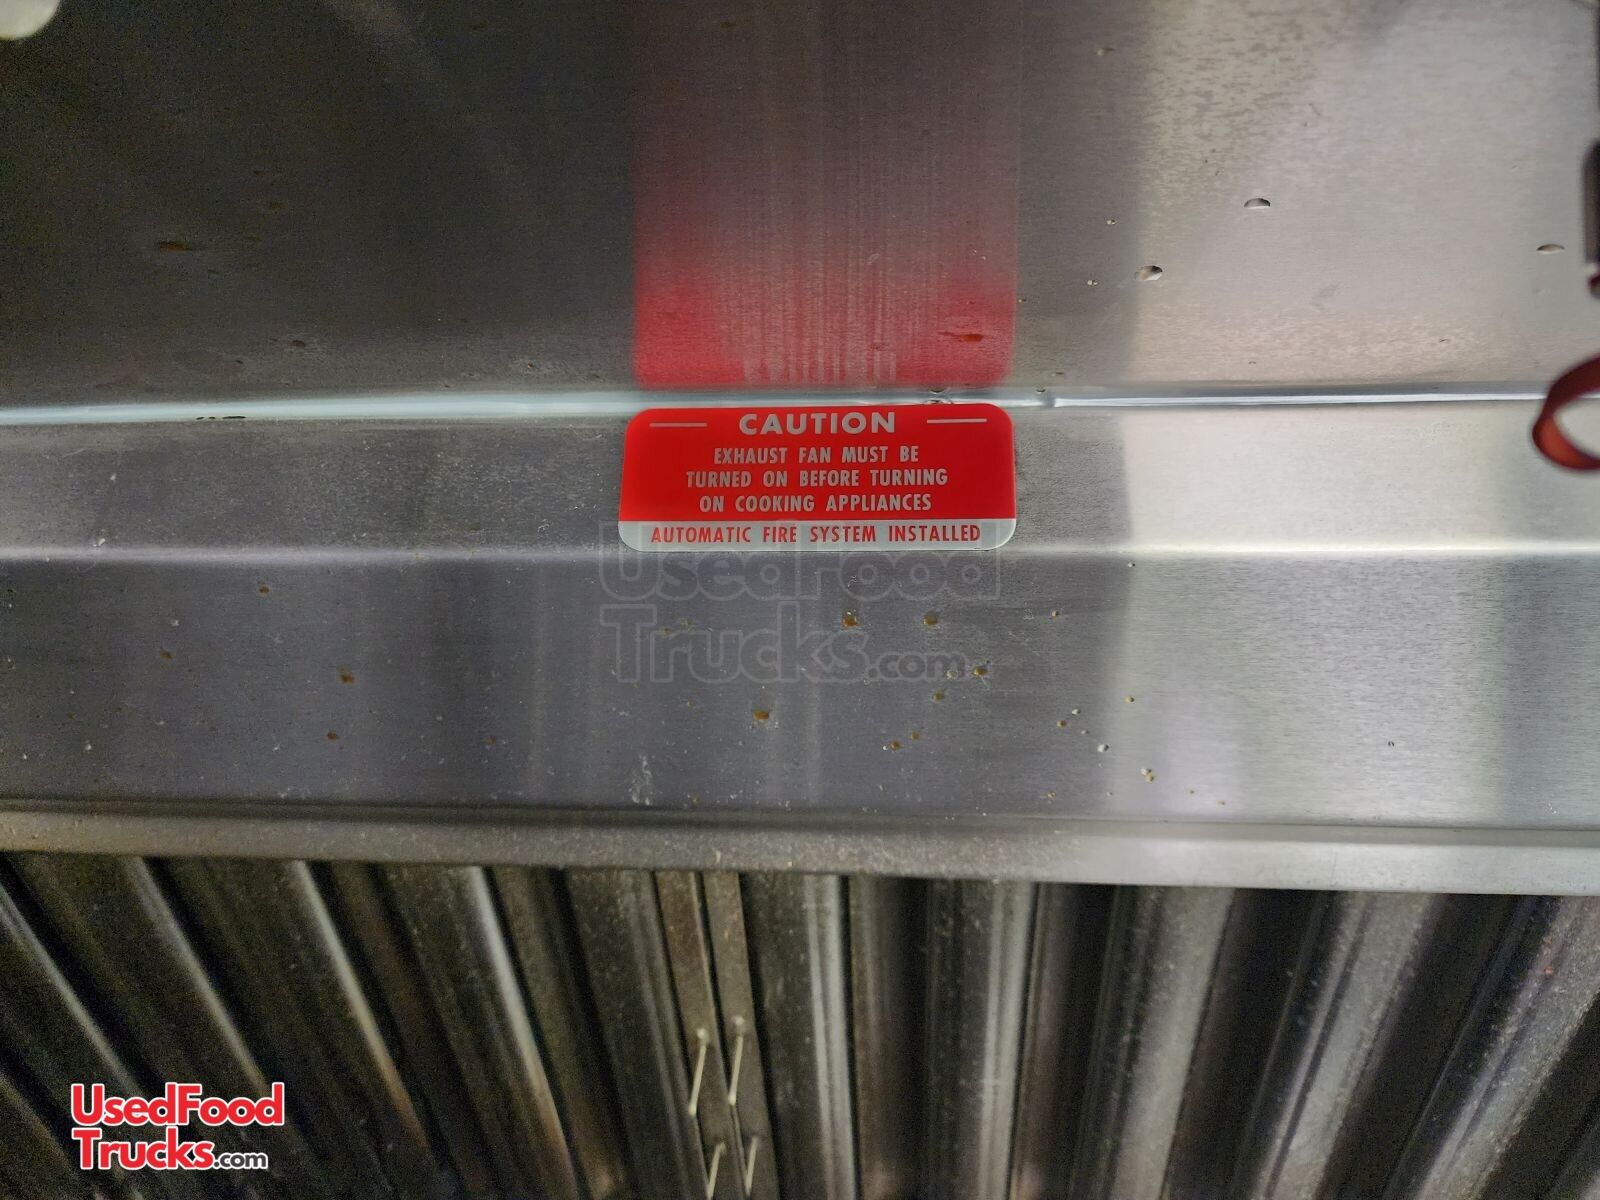 CAUTION
EXHAUST FAN MUST BE
TURNED ON BEFORE TURNING
ON COOKING APPLIANCES
AUTOMATIC FIRE SYSTEM INSTALLED
UsedFood
Trucks.com
UsedFood
Trucks.com